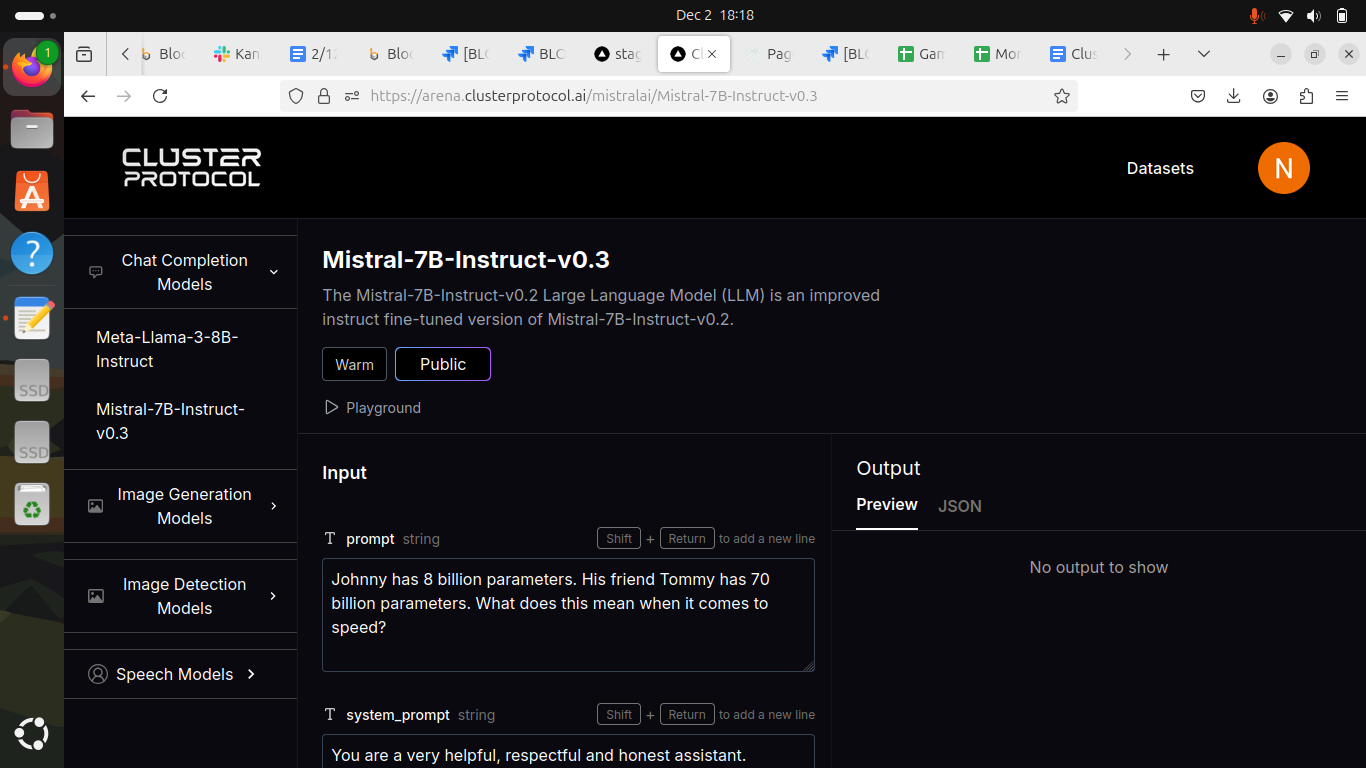 Dec 2 18:18
1
Bloc
Kan
2/12
Bloc
[BL
BLO
stag
Cl
Pag
[BL
Gam
Mor
Clus
https://arena.clusterprotocol.ai/mistralai/Mistral-7B-Instruct-v0.3
CLUSTER
PROTOCOL
Datasets
N
Chat Completion
Models
Meta-Llama-3-8B-
Instruct
Mistral-7B-Instruct-
v0.3
Image Generation
Models
Image Detection
Models
Speech Models
SSD
SSD
Mistral-7B-Instruct-v0.3
The Mistral-7B-Instruct-v0.2 Large Language Model (LLM) is an improved
instruct fine-tuned version of Mistral-7B-Instruct-v0.2.
Warm
Public
Playground
Input
T prompt string
Shift + Return to add a new line
Johnny has 8 billion parameters. His friend Tommy has 70
billion parameters. What does this mean when it comes to
speed?
T system_prompt string
Shift + Return to add a new line
You are a very helpful, respectful and honest assistant.
Output
Preview JSON
No output to show